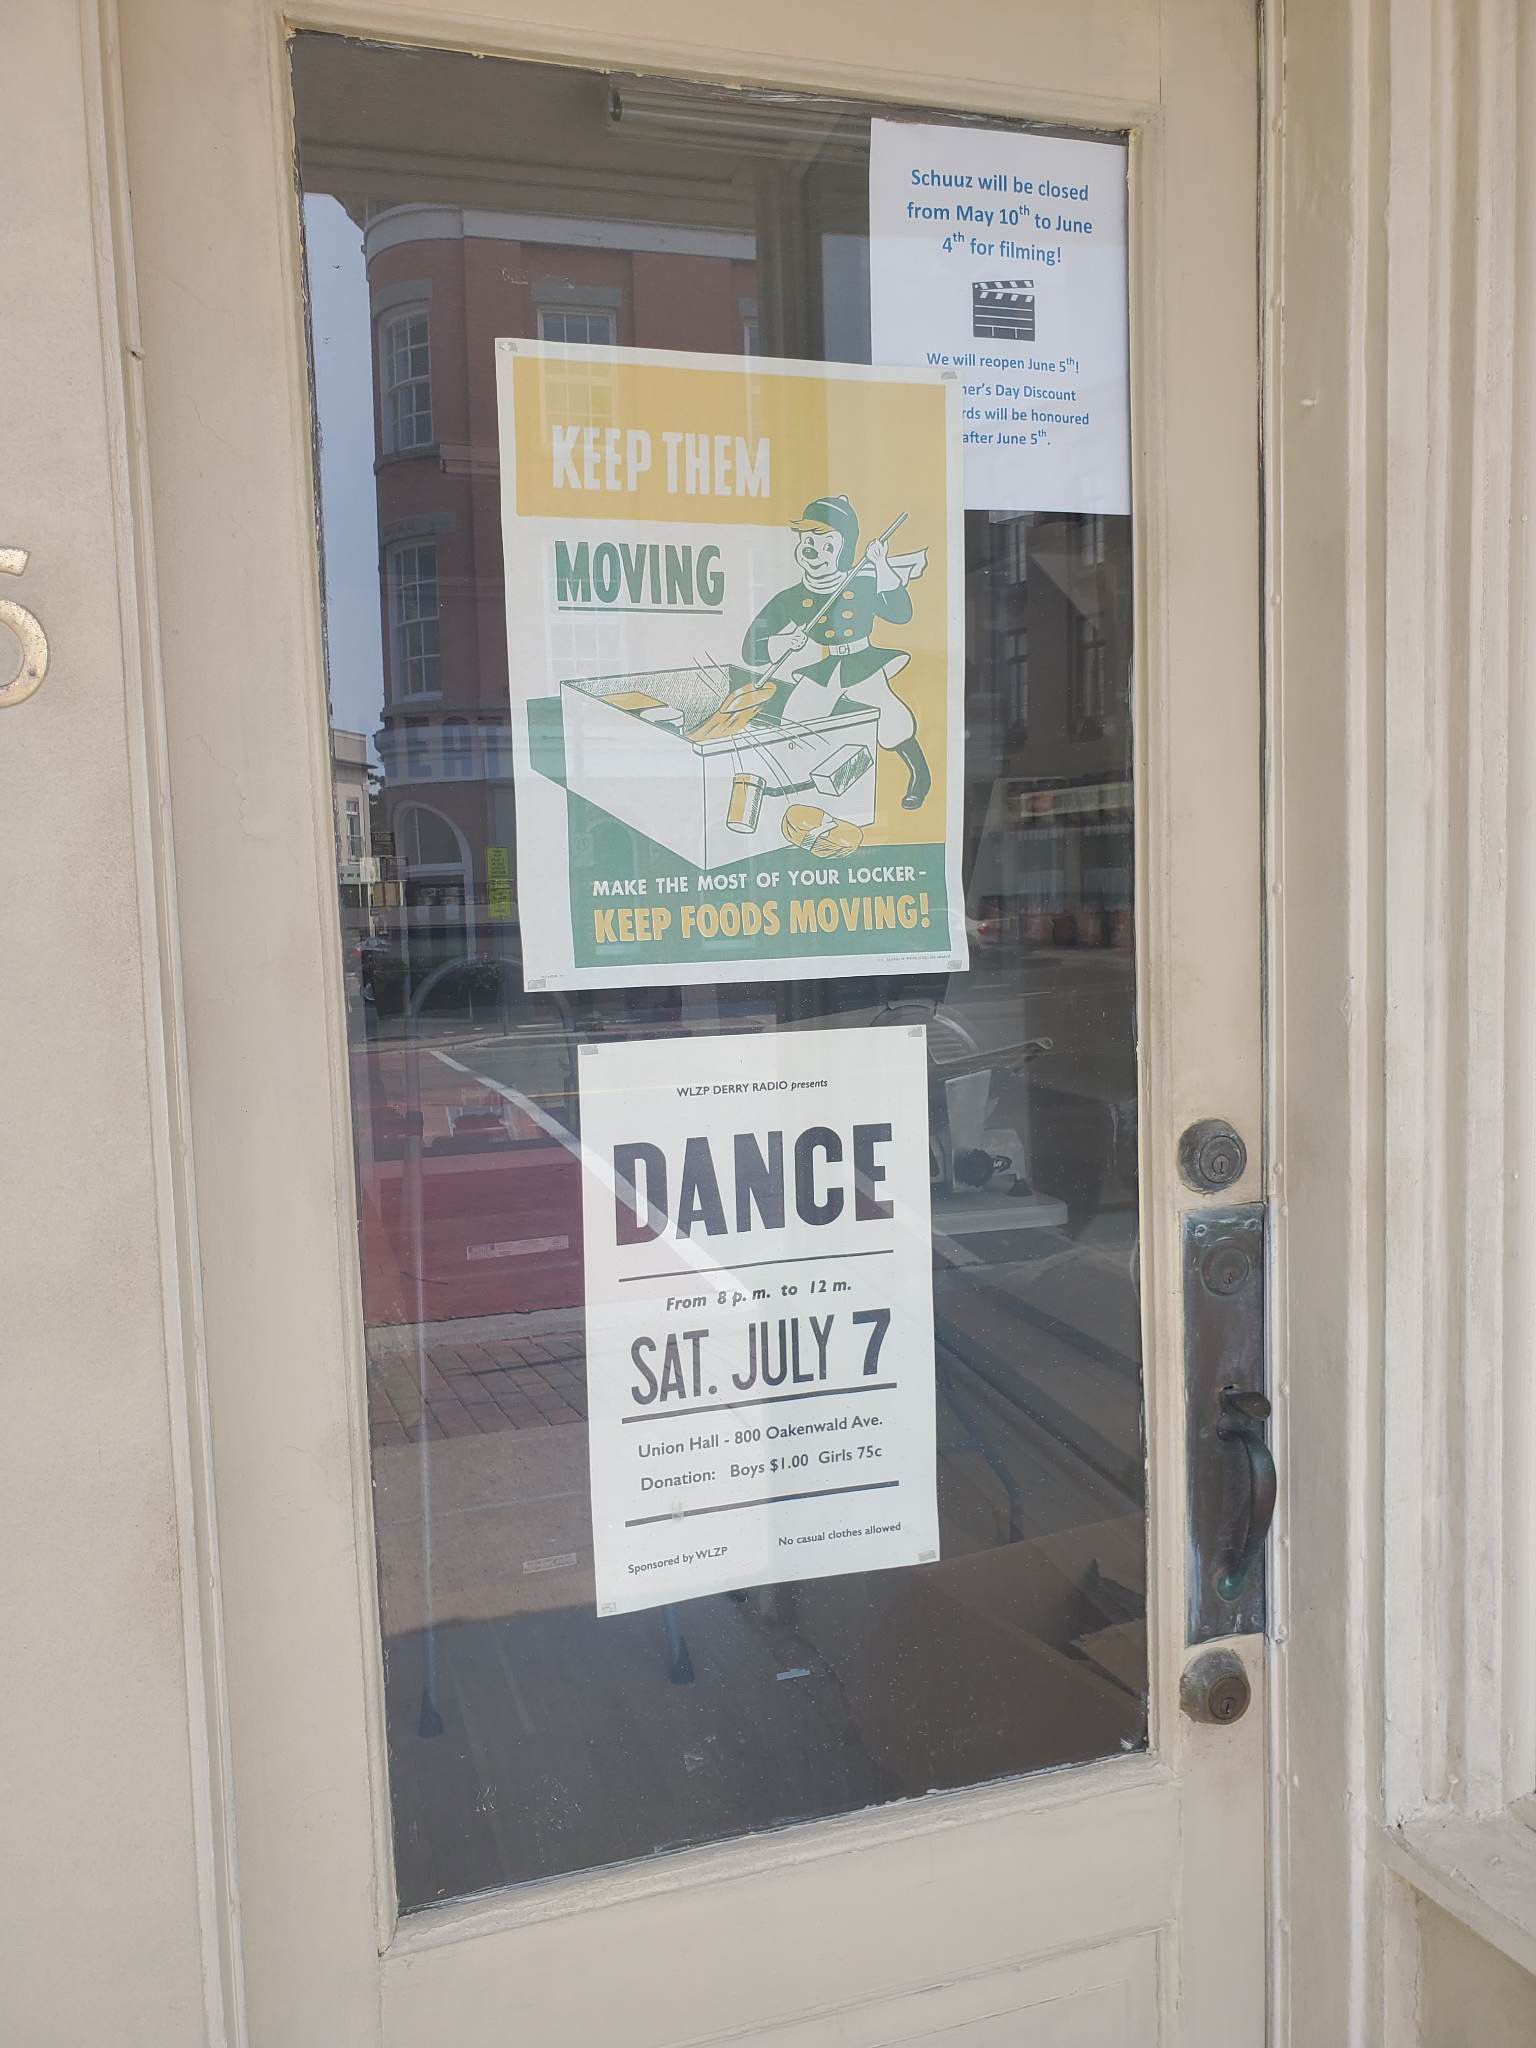 Schuuz will be closed
from May 10th to June
4th for filming!
We will reopen June 5th!
ner's Day Discount
rds will be honoured
after June 5th.
KEEP THEM
MOVING
MAKE THE MOST OF YOUR LOCKER-
KEEP FOODS MOVING!
WLZP DERRY RADIO presents
DANCE
From 8 p. m. to 12 m.
SAT. JULY 7
Union Hall - 800 Oakenwald Ave.
Donation: Boys $1.00 Girls 75c
Sponsored by WLZP
No casual clothes allowed